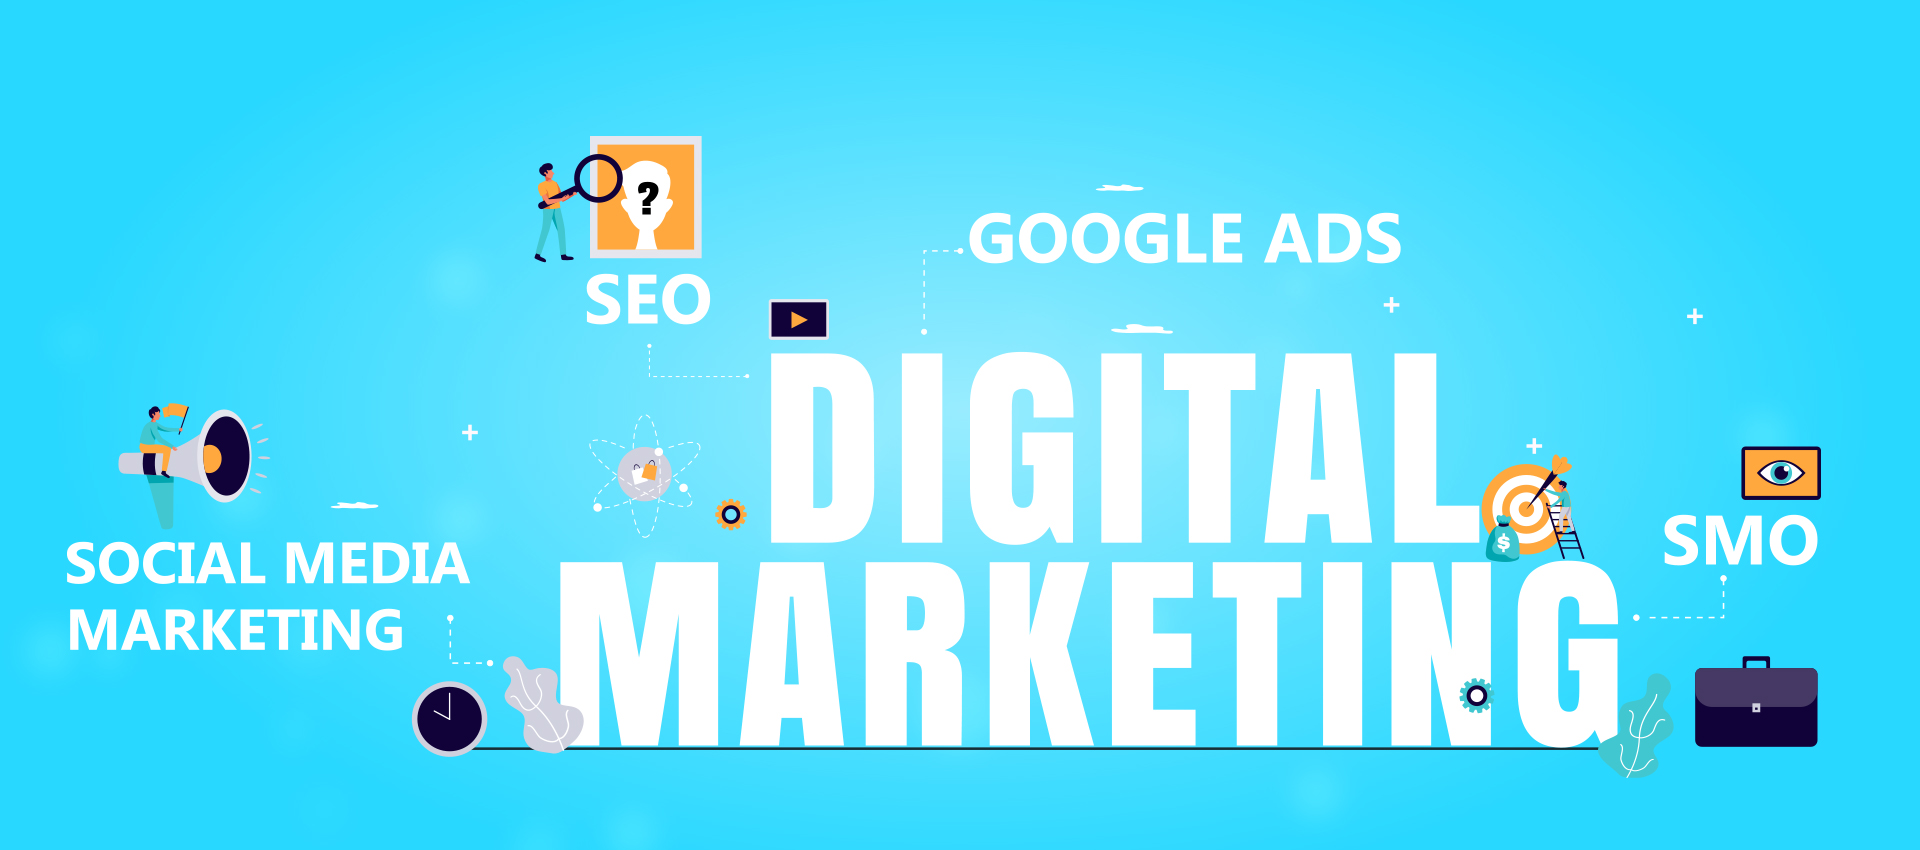 ?
SEO
GOOGLE ADS
DIGITAL
$
SOCIAL MEDIA
MARKETING
SMO
MARKETING